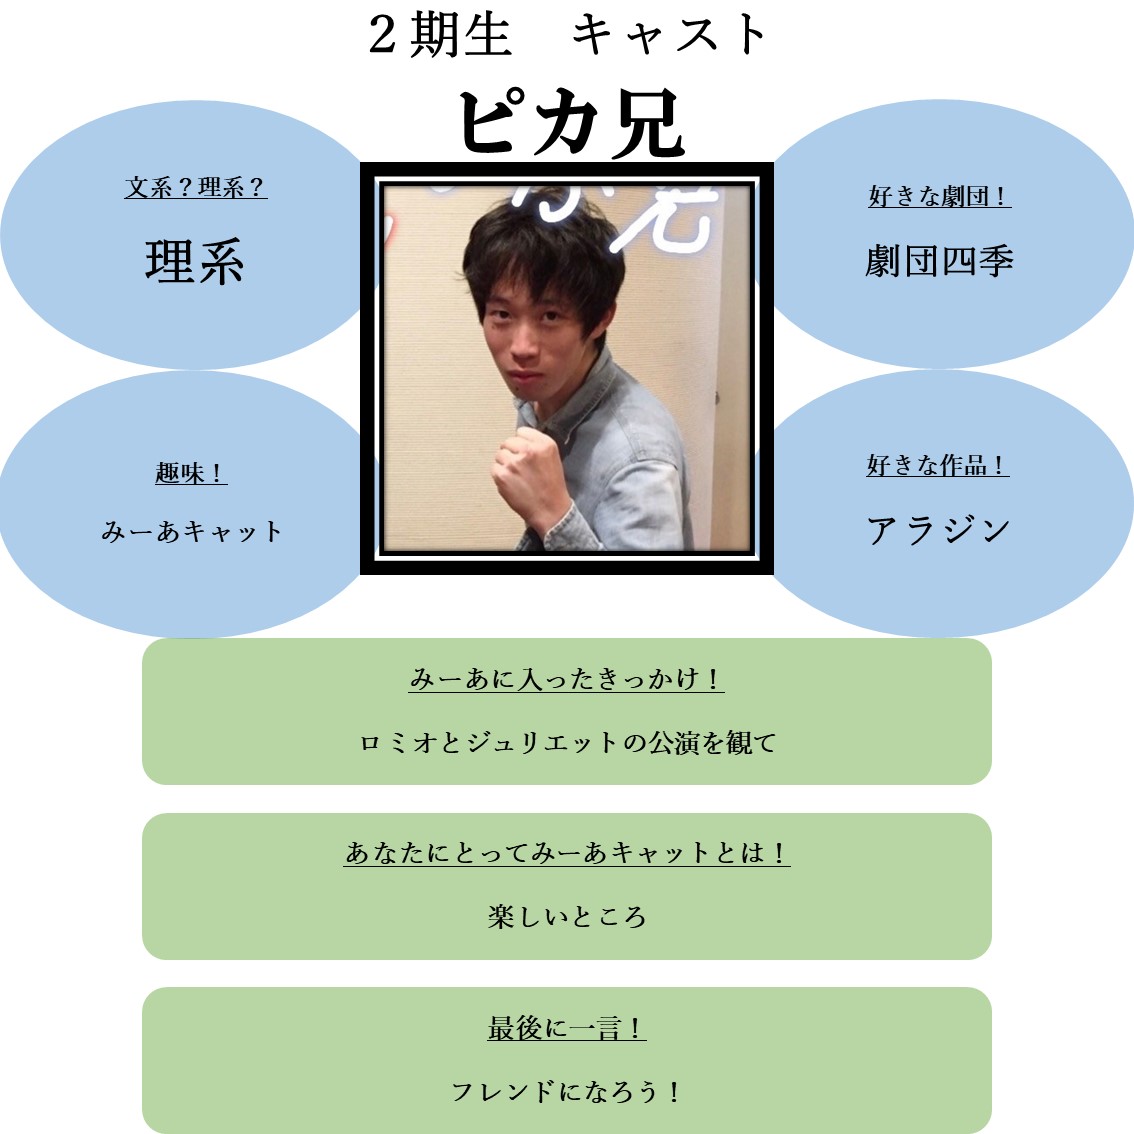 ２期生　キャスト
ピカ兄
文系？理系？
理系
好きな劇団！
劇団四季
趣味！
みーあキャット
好きな作品！
アラジン
みーあに入ったきっかけ！
ロミオとジュリエットの公演を観て
あなたにとってみーあキャットとは！
楽しいところ
最後に一言！
フレンドになろう！